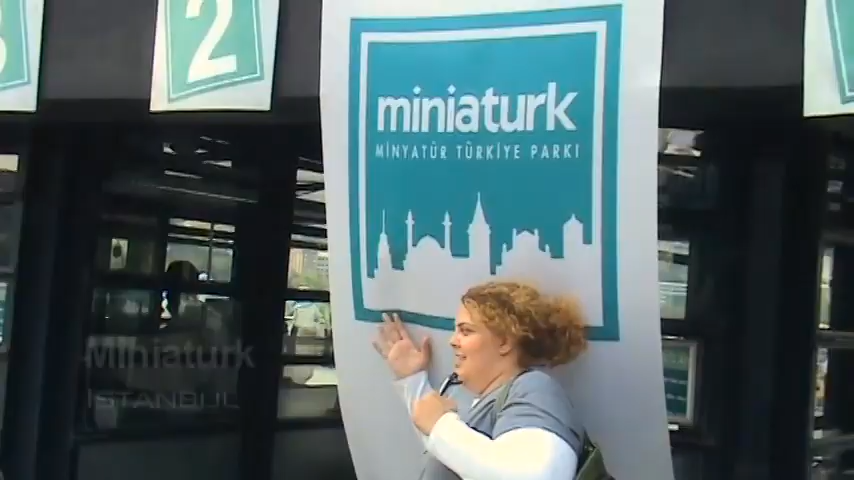 2
miniaturk
MİNYATÜR TÜRKİYE PARKI
Miniaturk
İSTANBUL